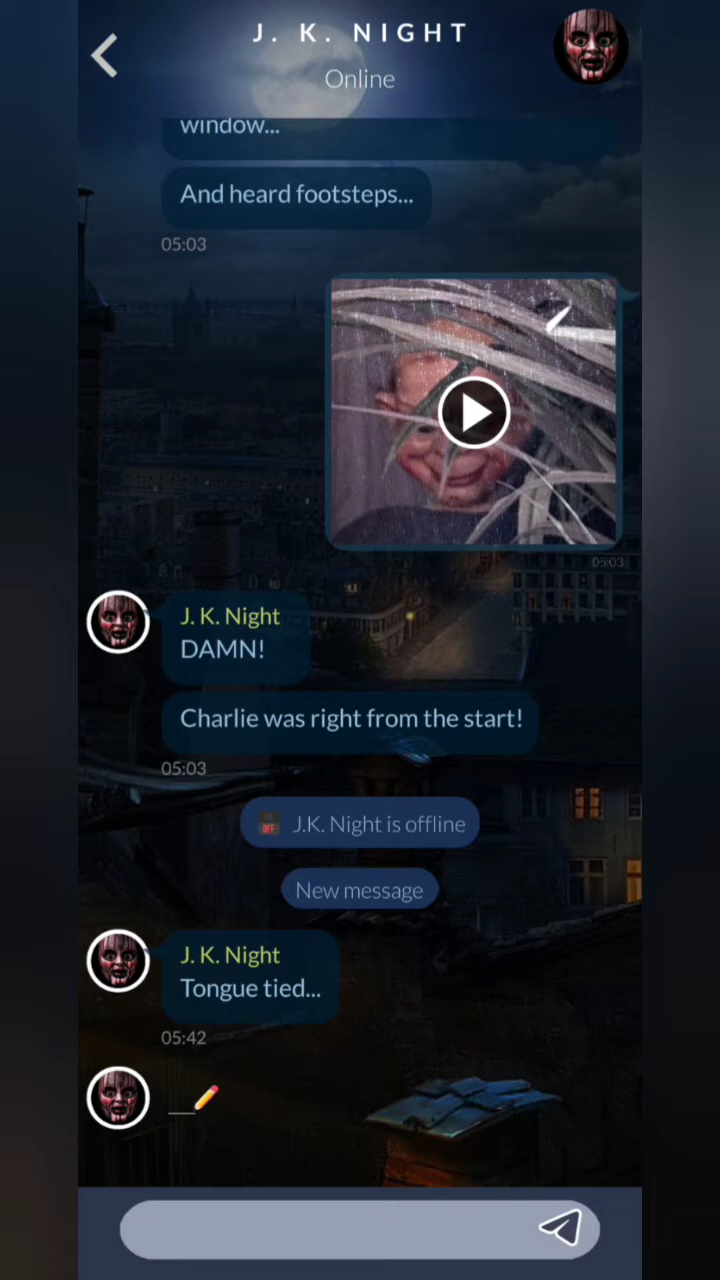 J. K. NIGHT
Online
window...
And heard footsteps...
05:03
05:03
J. K. Night
DAMN!
Charlie was right from the start!
05:03
OFF
J.K. Night is offline
New message
J. K. Night
Tongue tied...
05:42